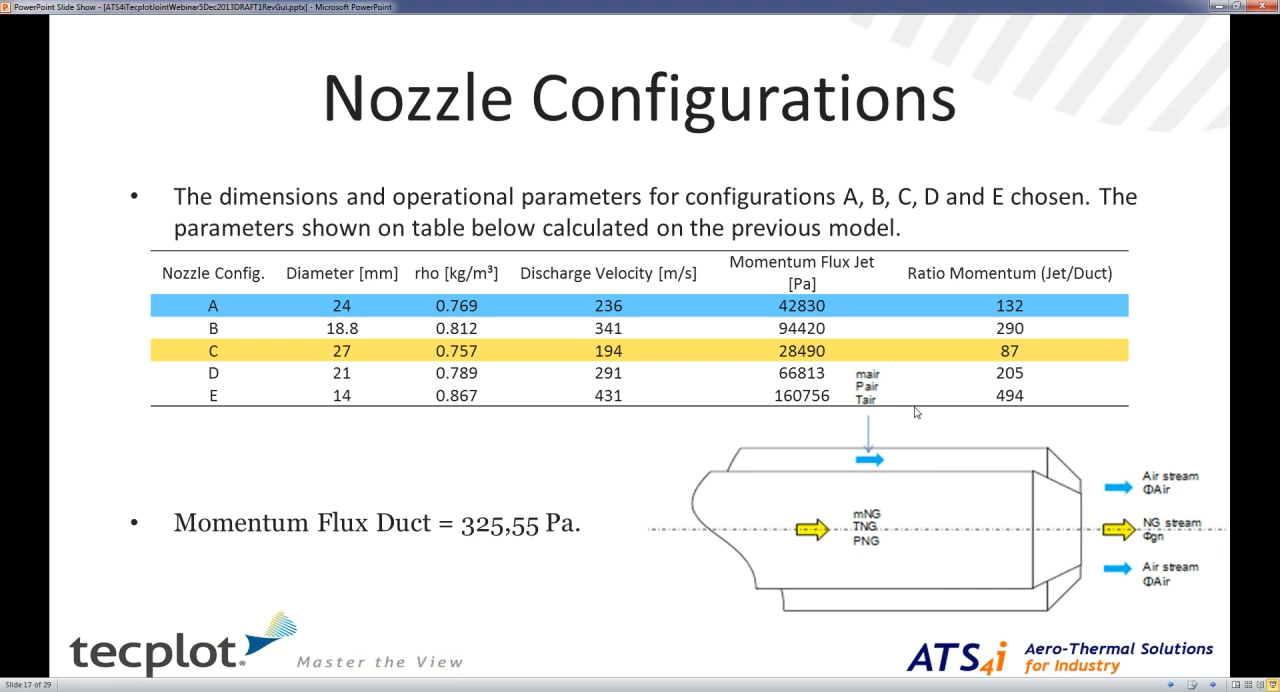 PowerPoint Slide Show - [ATS4iTecplotJointWebinar5Dec2013DRAFT1RevGui.pptx] - Microsoft PowerPoint
Nozzle Configurations
• The dimensions and operational parameters for configurations A, B, C, D and E chosen. The
parameters shown on table below calculated on the previous model.
Nozzle Config. Diameter [mm] rho [kg/m³] Discharge Velocity [m/s] Momentum Flux Jet [Pa] Ratio Momentum (Jet/Duct)
A 24 0.769 236 42830 132
B 18.8 0.812 341 94420 290
C 27 0.757 194 28490 87
D 21 0.789 291 66813 205
E 14 0.867 431 160756 494
mair
Pair
Tair
Air stream
ΦAir
mNG
TNG
PNG
NG stream
Φgn
Air stream
ΦAir
• Momentum Flux Duct = 325,55 Pa.
tecplot. Master the View
ATS4i Aero-Thermal Solutions
for Industry
Slide 17 of 29